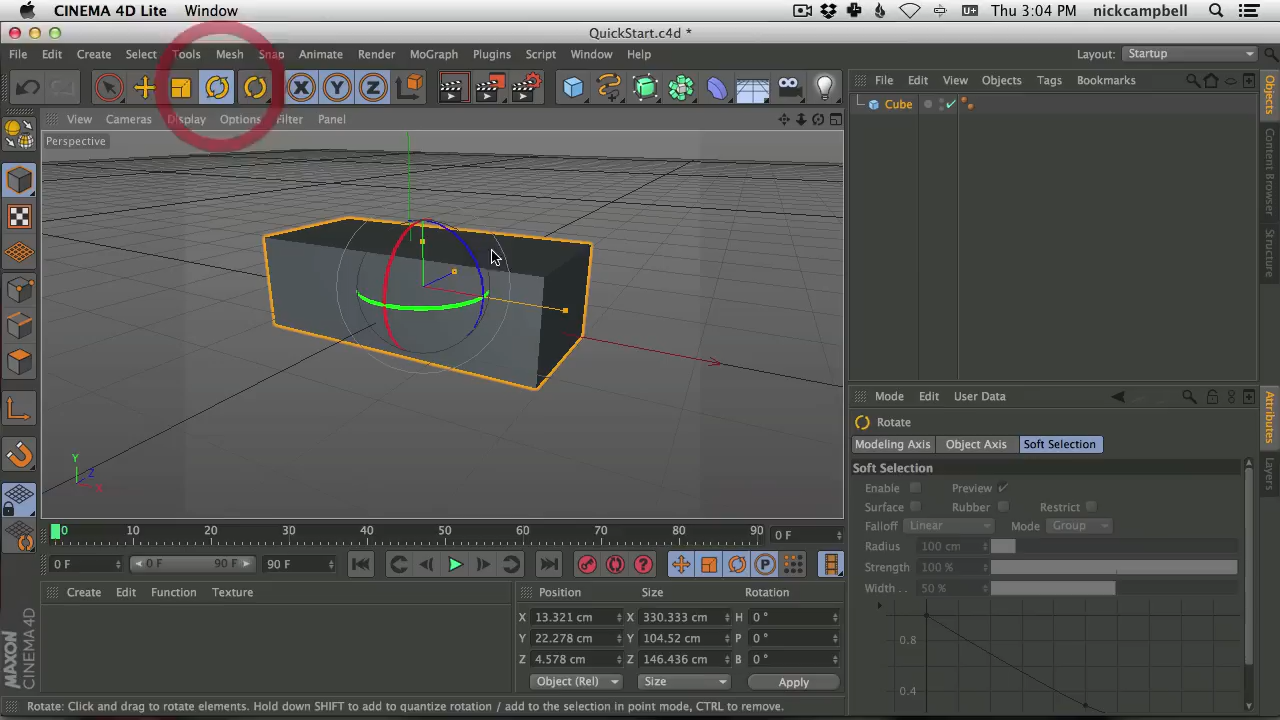 CINEMA 4D Lite Window
Thu 3:04 PM nickcampbell
QuickStart.c4d *
File Edit Create Select Tools Mesh Snap Animate Render MoGraph Plugins Script Window Help
Layout: Startup
X Y Z
File Edit View Objects Tags Bookmarks
Cube
View Cameras Display Options Filter Panel
Perspective
Y
Z
X
Objects
Content Browser
Structure
Mode Edit User Data
Rotate
Modeling Axis Object Axis Soft Selection
Soft Selection
Enable Preview
Surface Rubber Restrict
Falloff Linear Mode Group
Radius 100 cm
Strength 100 %
Width . . 50 %
0.8
0.4
Attributes
Layers
0 10 20 30 40 50 60 70 80 90 0 F
0 F 0 F 90 F 90 F
Create Edit Function Texture
Position Size Rotation
X 13.321 cm X 330.333 cm H 0 °
Y 22.278 cm Y 104.52 cm P 0 °
Z 4.578 cm Z 146.436 cm B 0 °
Object (Rel) Size Apply
MAXON
CINEMA 4D
Rotate: Click and drag to rotate elements. Hold down SHIFT to add to quantize rotation / add to the selection in point mode, CTRL to remove.